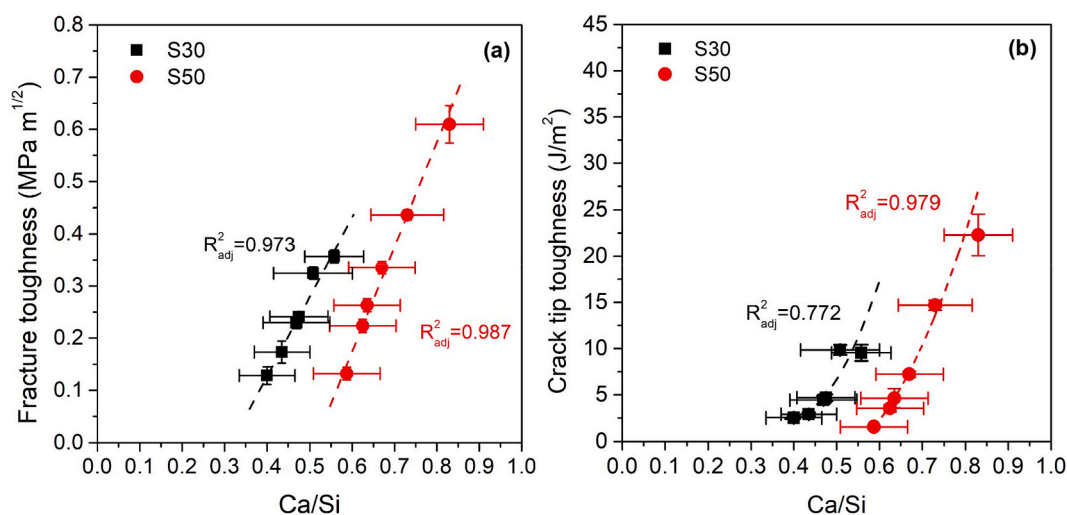 (a)
S30
S50
R²adj=0.973
R²adj=0.987
Fracture toughness (MPa m^1/2)
0.8
0.7
0.6
0.5
0.4
0.3
0.2
0.1
0.0
0.0 0.1 0.2 0.3 0.4 0.5 0.6 0.7 0.8 0.9 1.0
Ca/Si
(b)
S30
S50
R²adj=0.979
R²adj=0.772
Crack tip toughness (J/m²)
45
40
35
30
25
20
15
10
5
0
0.0 0.1 0.2 0.3 0.4 0.5 0.6 0.7 0.8 0.9 1.0
Ca/Si